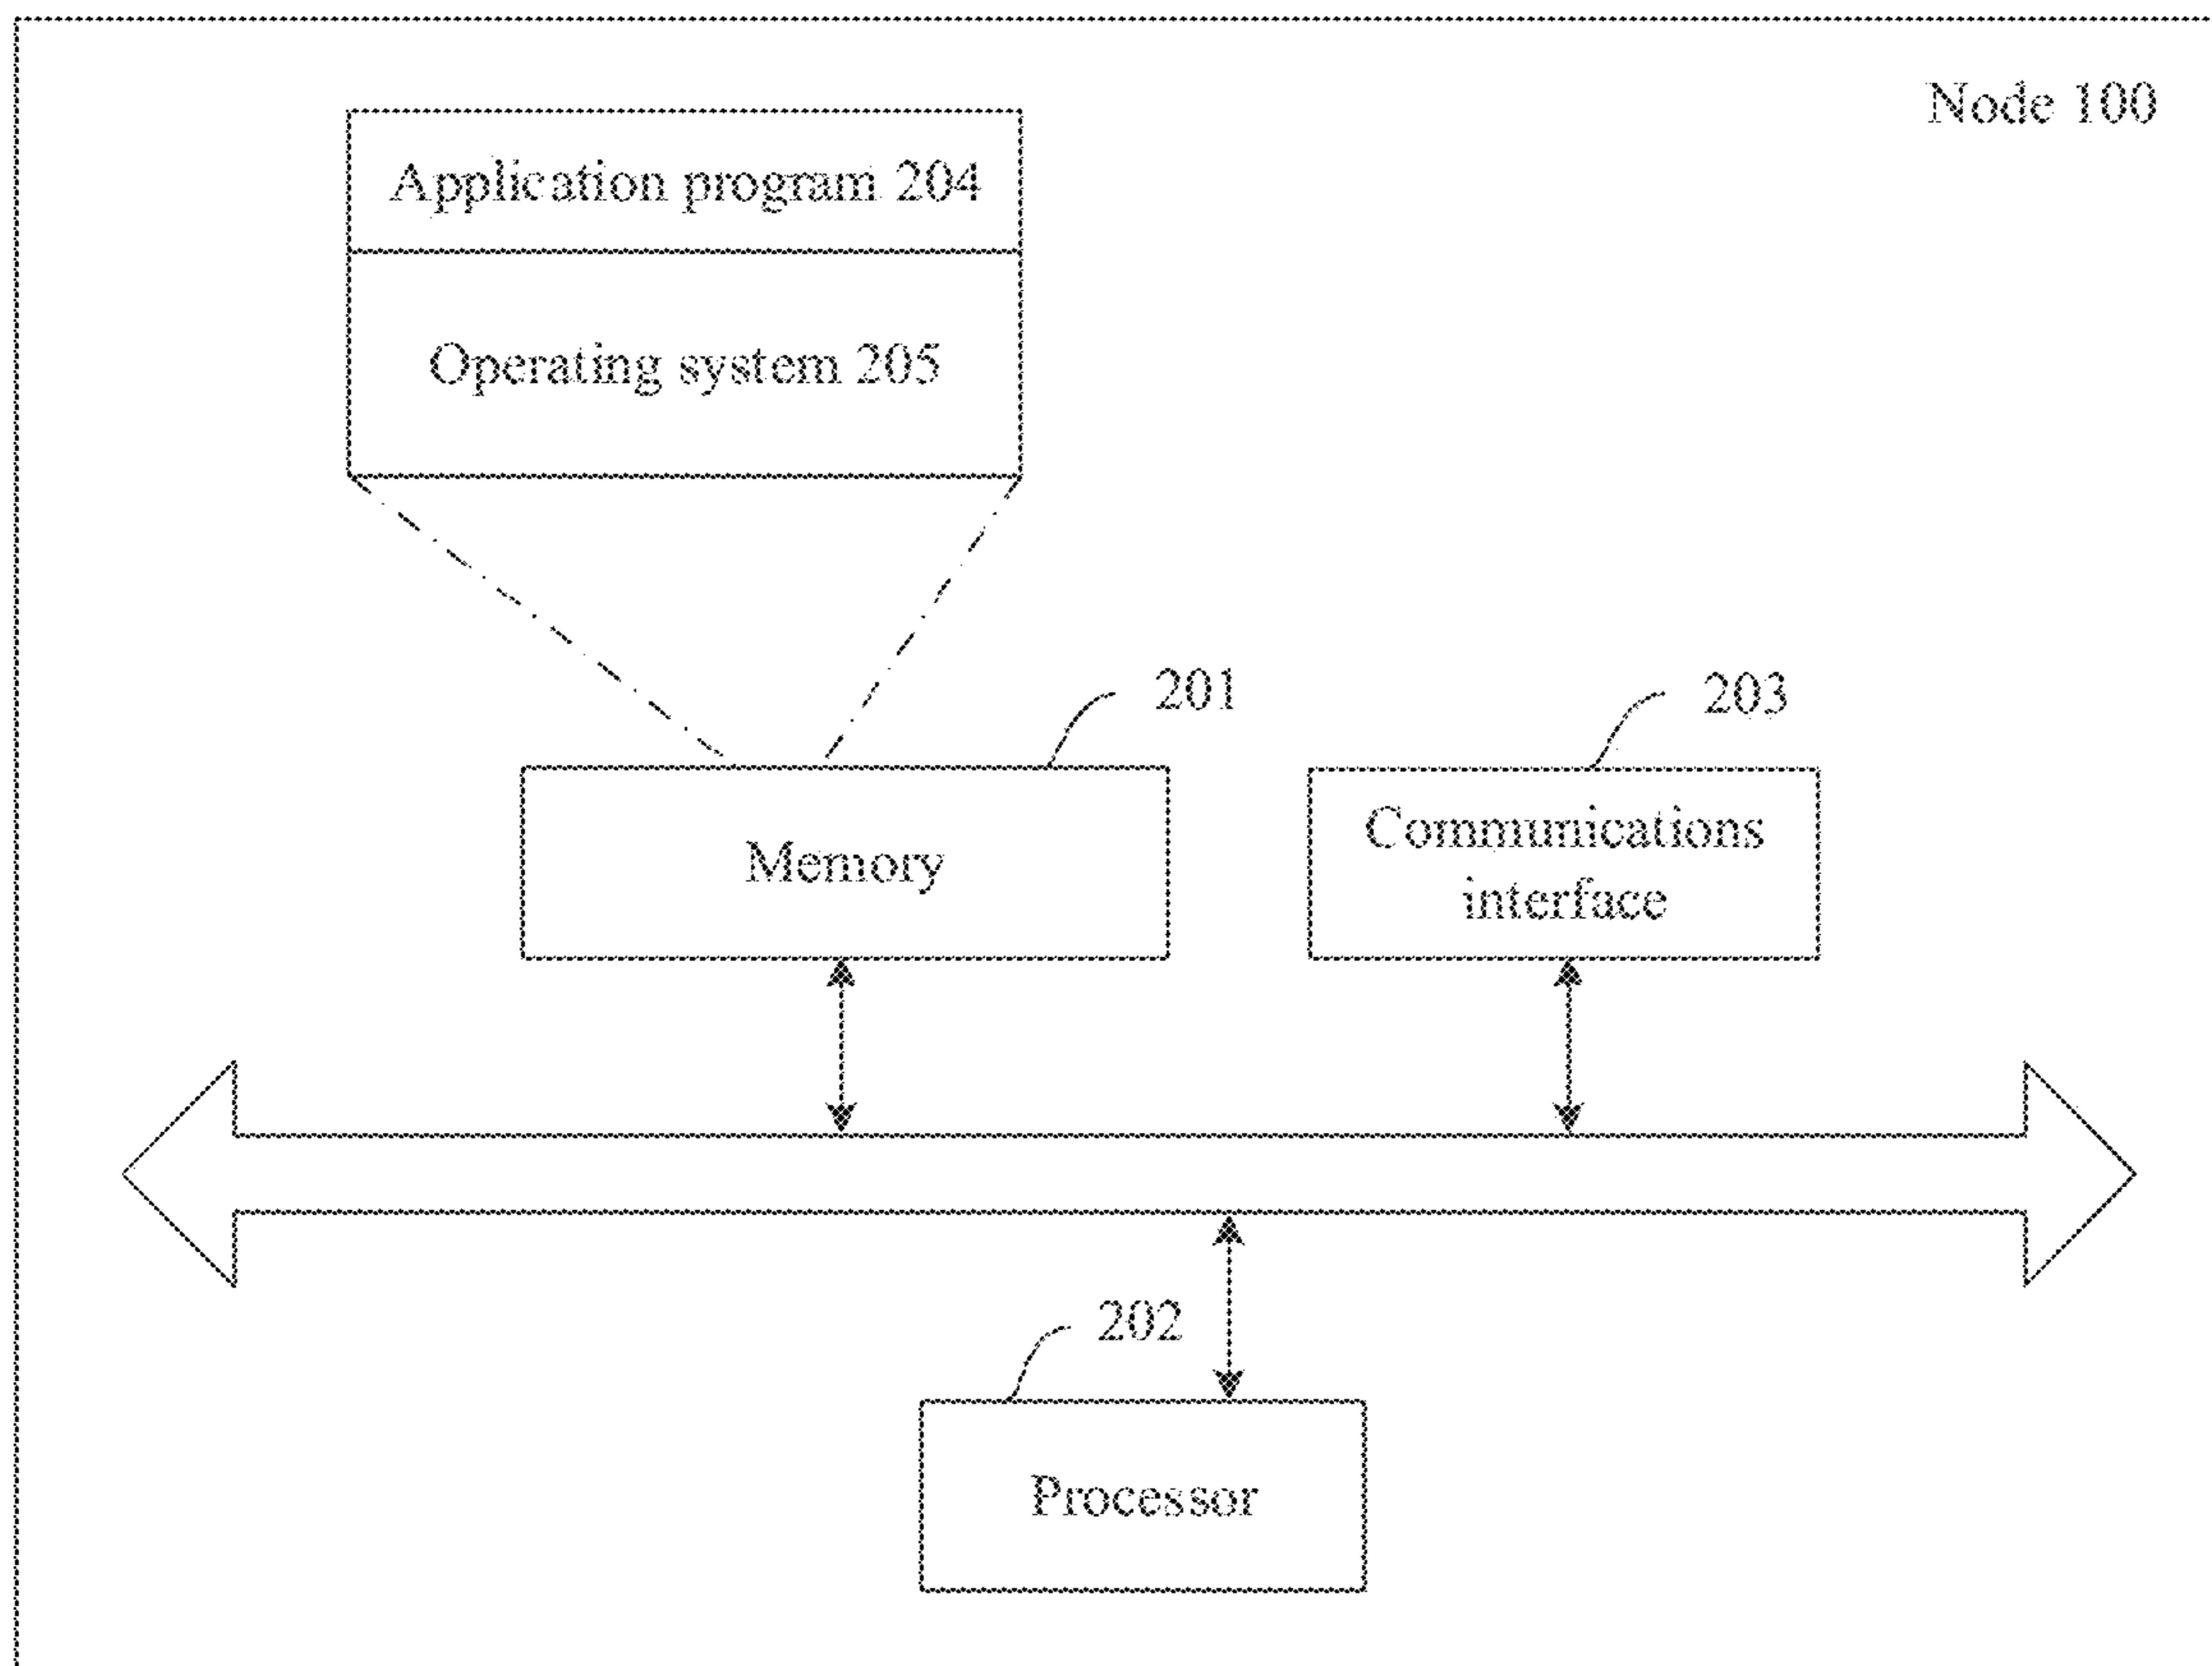 Node 100
Application program 204
Operating system 205
201
203
Memory
Communications
interface
202
Processor